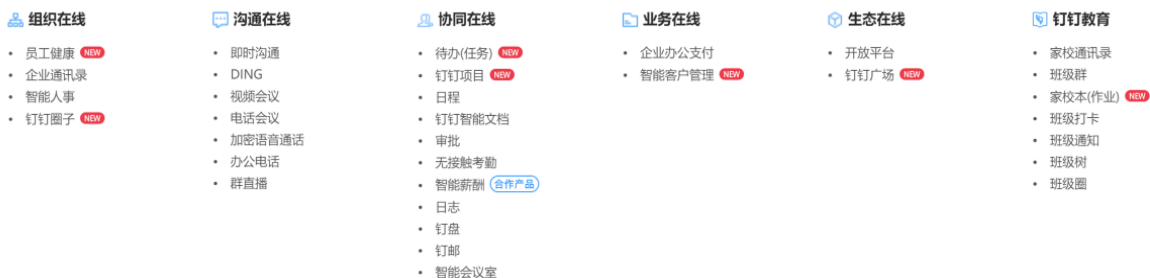 组织在线
员工健康 NEW
企业通讯录
智能人事
钉钉圈子 NEW
沟通在线
即时沟通
DING
视频会议
电话会议
加密语音通话
办公电话
群直播
协同在线
待办(任务) NEW
钉钉项目 NEW
日程
钉钉智能文档
审批
无接触考勤
智能薪酬 合作产品
日志
钉盘
钉邮
智能会议室
业务在线
企业办公支付
智能客户管理 NEW
生态在线
开放平台
钉钉广场 NEW
钉钉教育
家校通讯录
班级群
家校本(作业) NEW
班级打卡
班级通知
班级树
班级圈